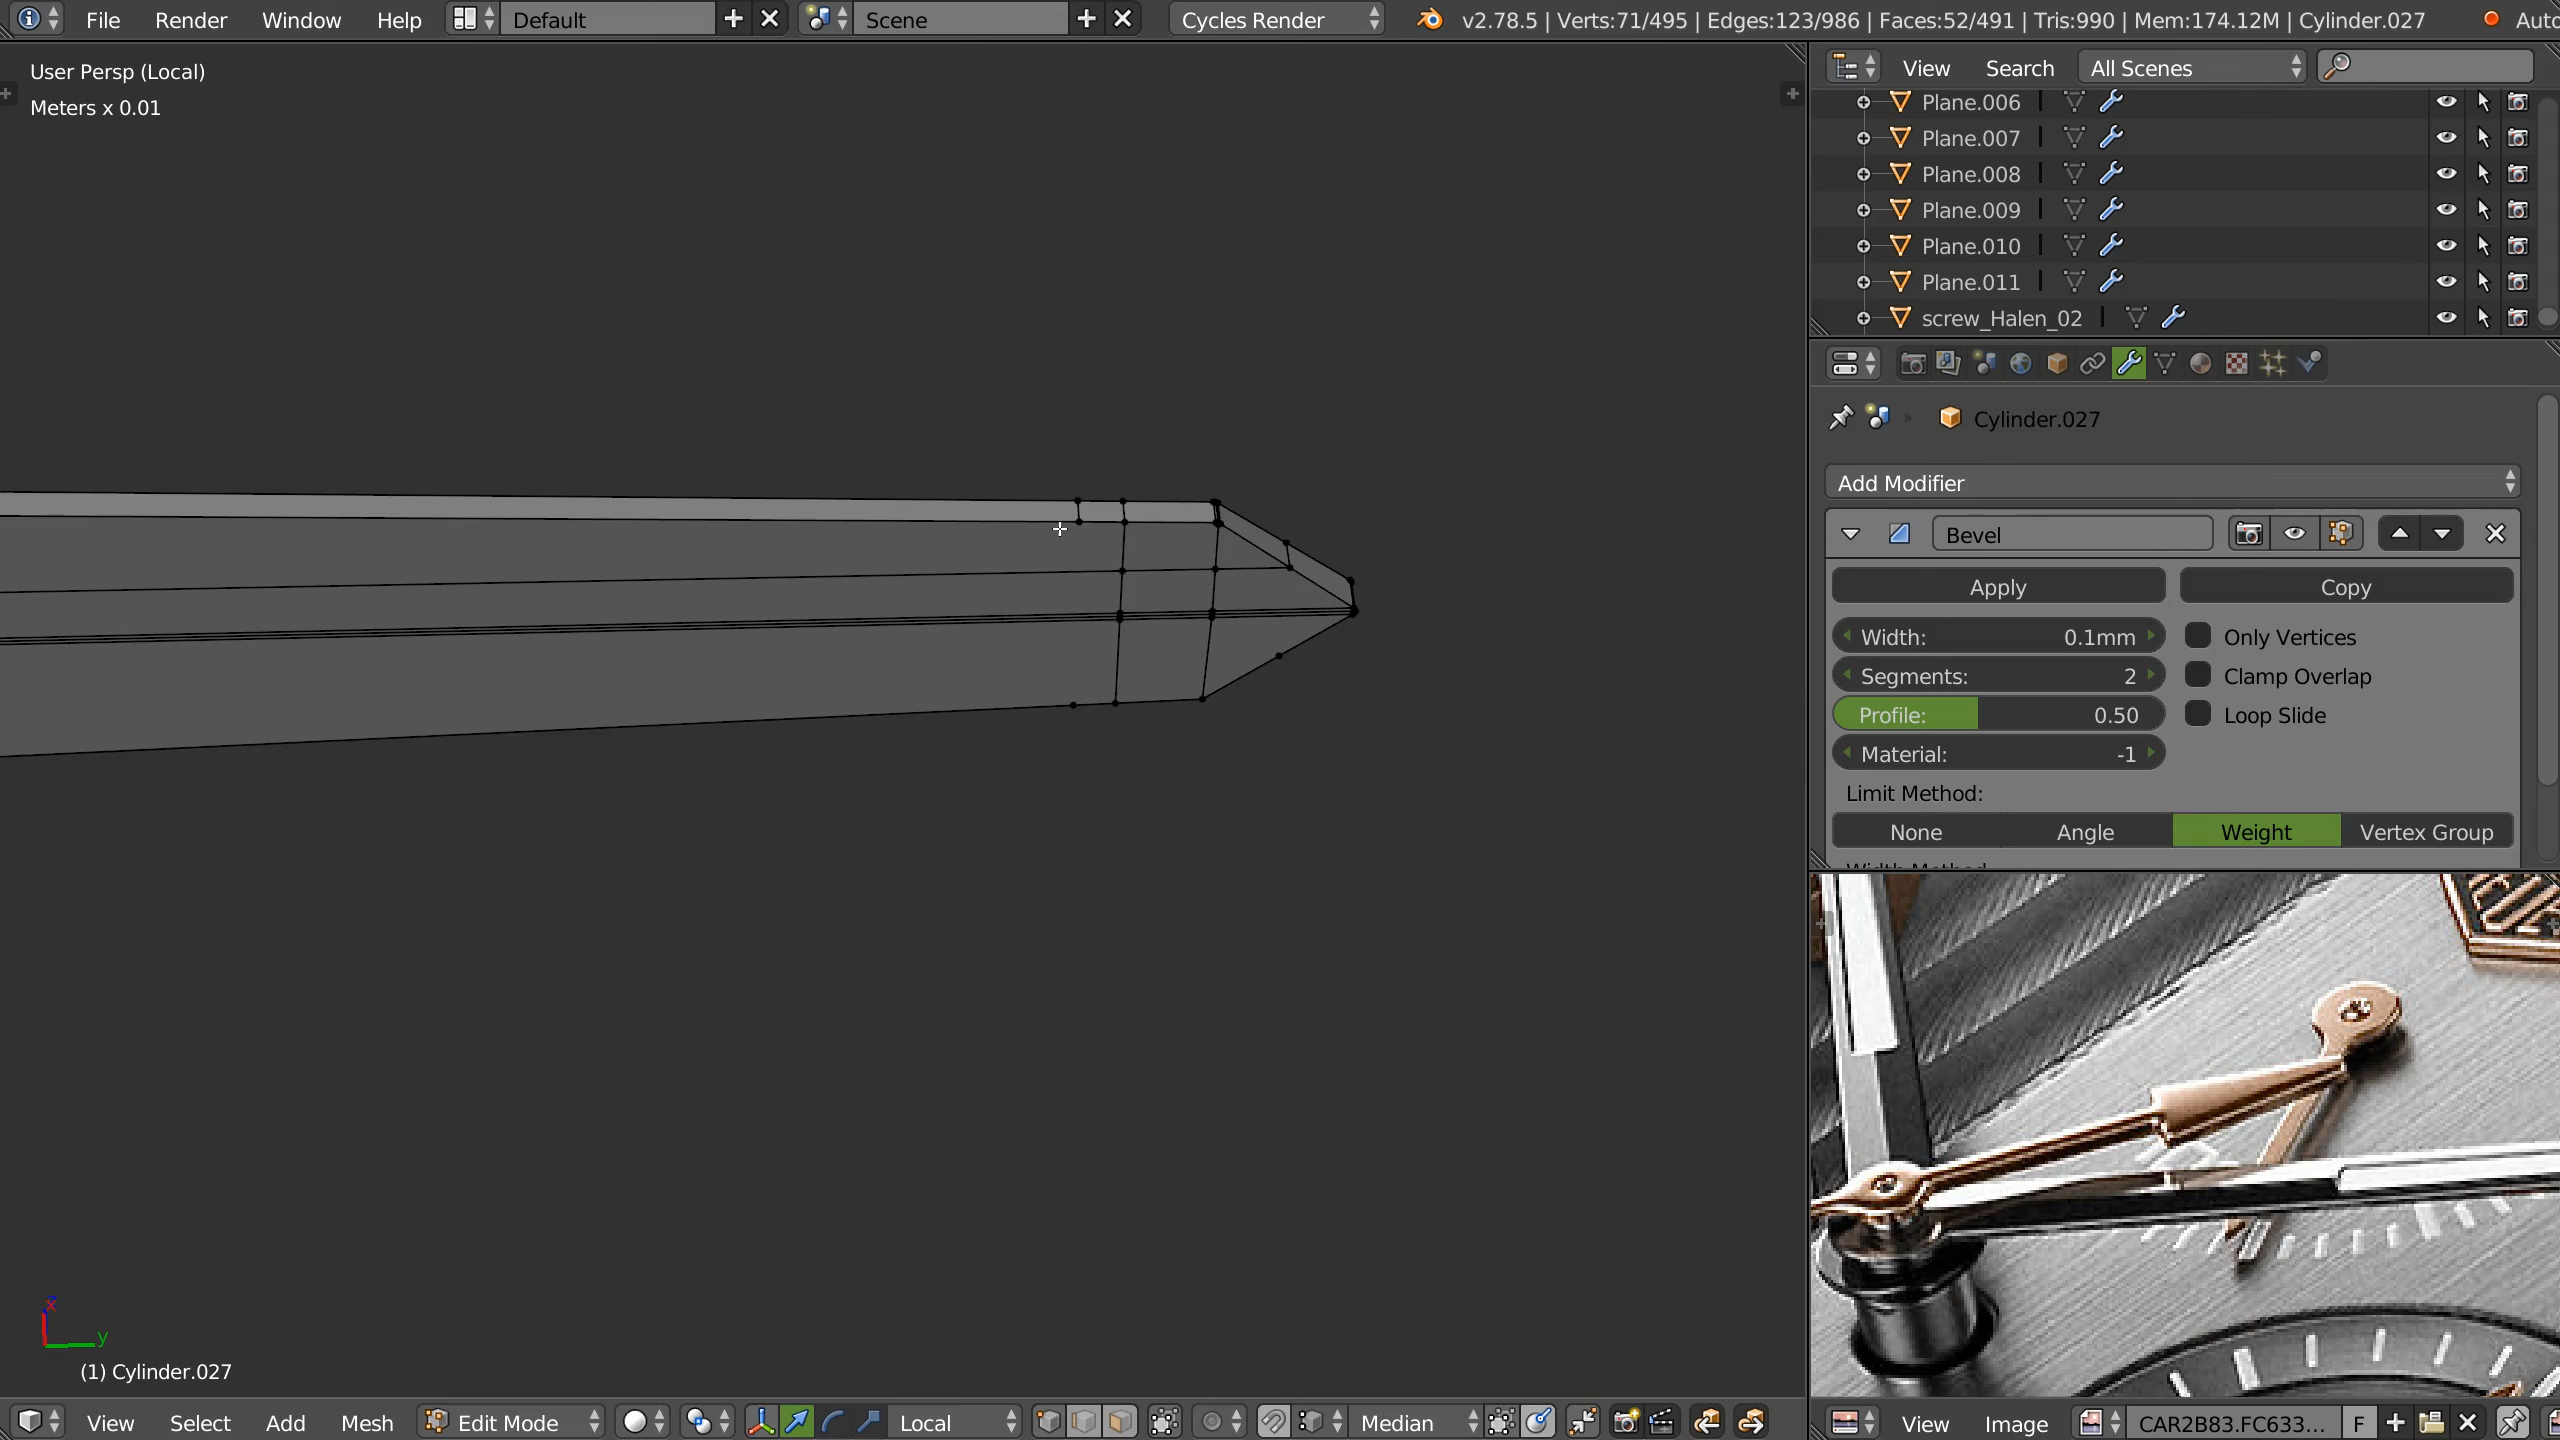 File Render Window Help Default Scene Cycles Render v2.78.5 | Verts:71/495 | Edges:123/986 | Faces:52/491 | Tris:990 | Mem:174.12M | Cylinder.027 Auto
User Persp (Local)
Meters x 0.01
View Search All Scenes
Plane.006
Plane.007
Plane.008
Plane.009
Plane.010
Plane.011
screw_Halen_02
Cylinder.027
Add Modifier
Bevel
Apply Copy
Width: 0.1mm Only Vertices
Segments: 2 Clamp Overlap
Profile: 0.50 Loop Slide
Material: -1
Limit Method:
None Angle Weight Vertex Group
x
y
(1) Cylinder.027
View Select Add Mesh Edit Mode Local Median
View Image CAR2B83.FC633... F